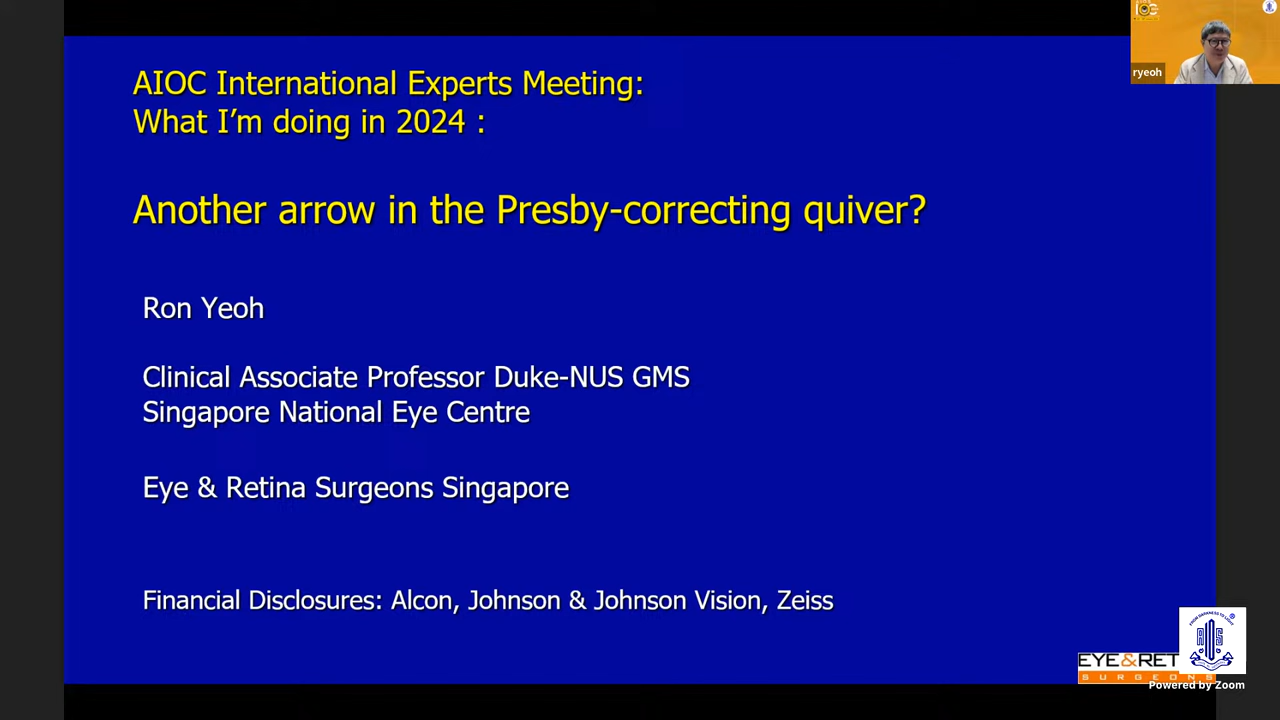 AIOC International Experts Meeting:
What I'm doing in 2024 :
Another arrow in the Presby-correcting quiver?
Ron Yeoh
Clinical Associate Professor Duke-NUS GMS
Singapore National Eye Centre
Eye & Retina Surgeons Singapore
Financial Disclosures: Alcon, Johnson & Johnson Vision, Zeiss
ryeoh
EYE&RET
SURGEONS
Powered by Zoom